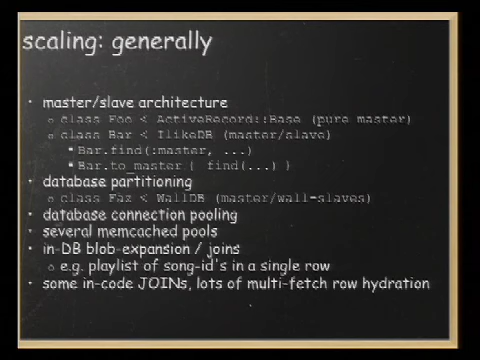 scaling: generally
• master/slave architecture
o class Foo < ActiveRecord::Base (pure master)
o class Bar < IlikeDB (master/slave)
▪ Bar.find(:master, ...)
▪ Bar.to_master { find(...) }
• database partitioning
o class Faz < WallDB (master/wall-slaves)
• database connection pooling
• several memcached pools
• in-DB blob-expansion / joins
o e.g. playlist of song-id's in a single row
• some in-code JOINs, lots of multi-fetch row hydration